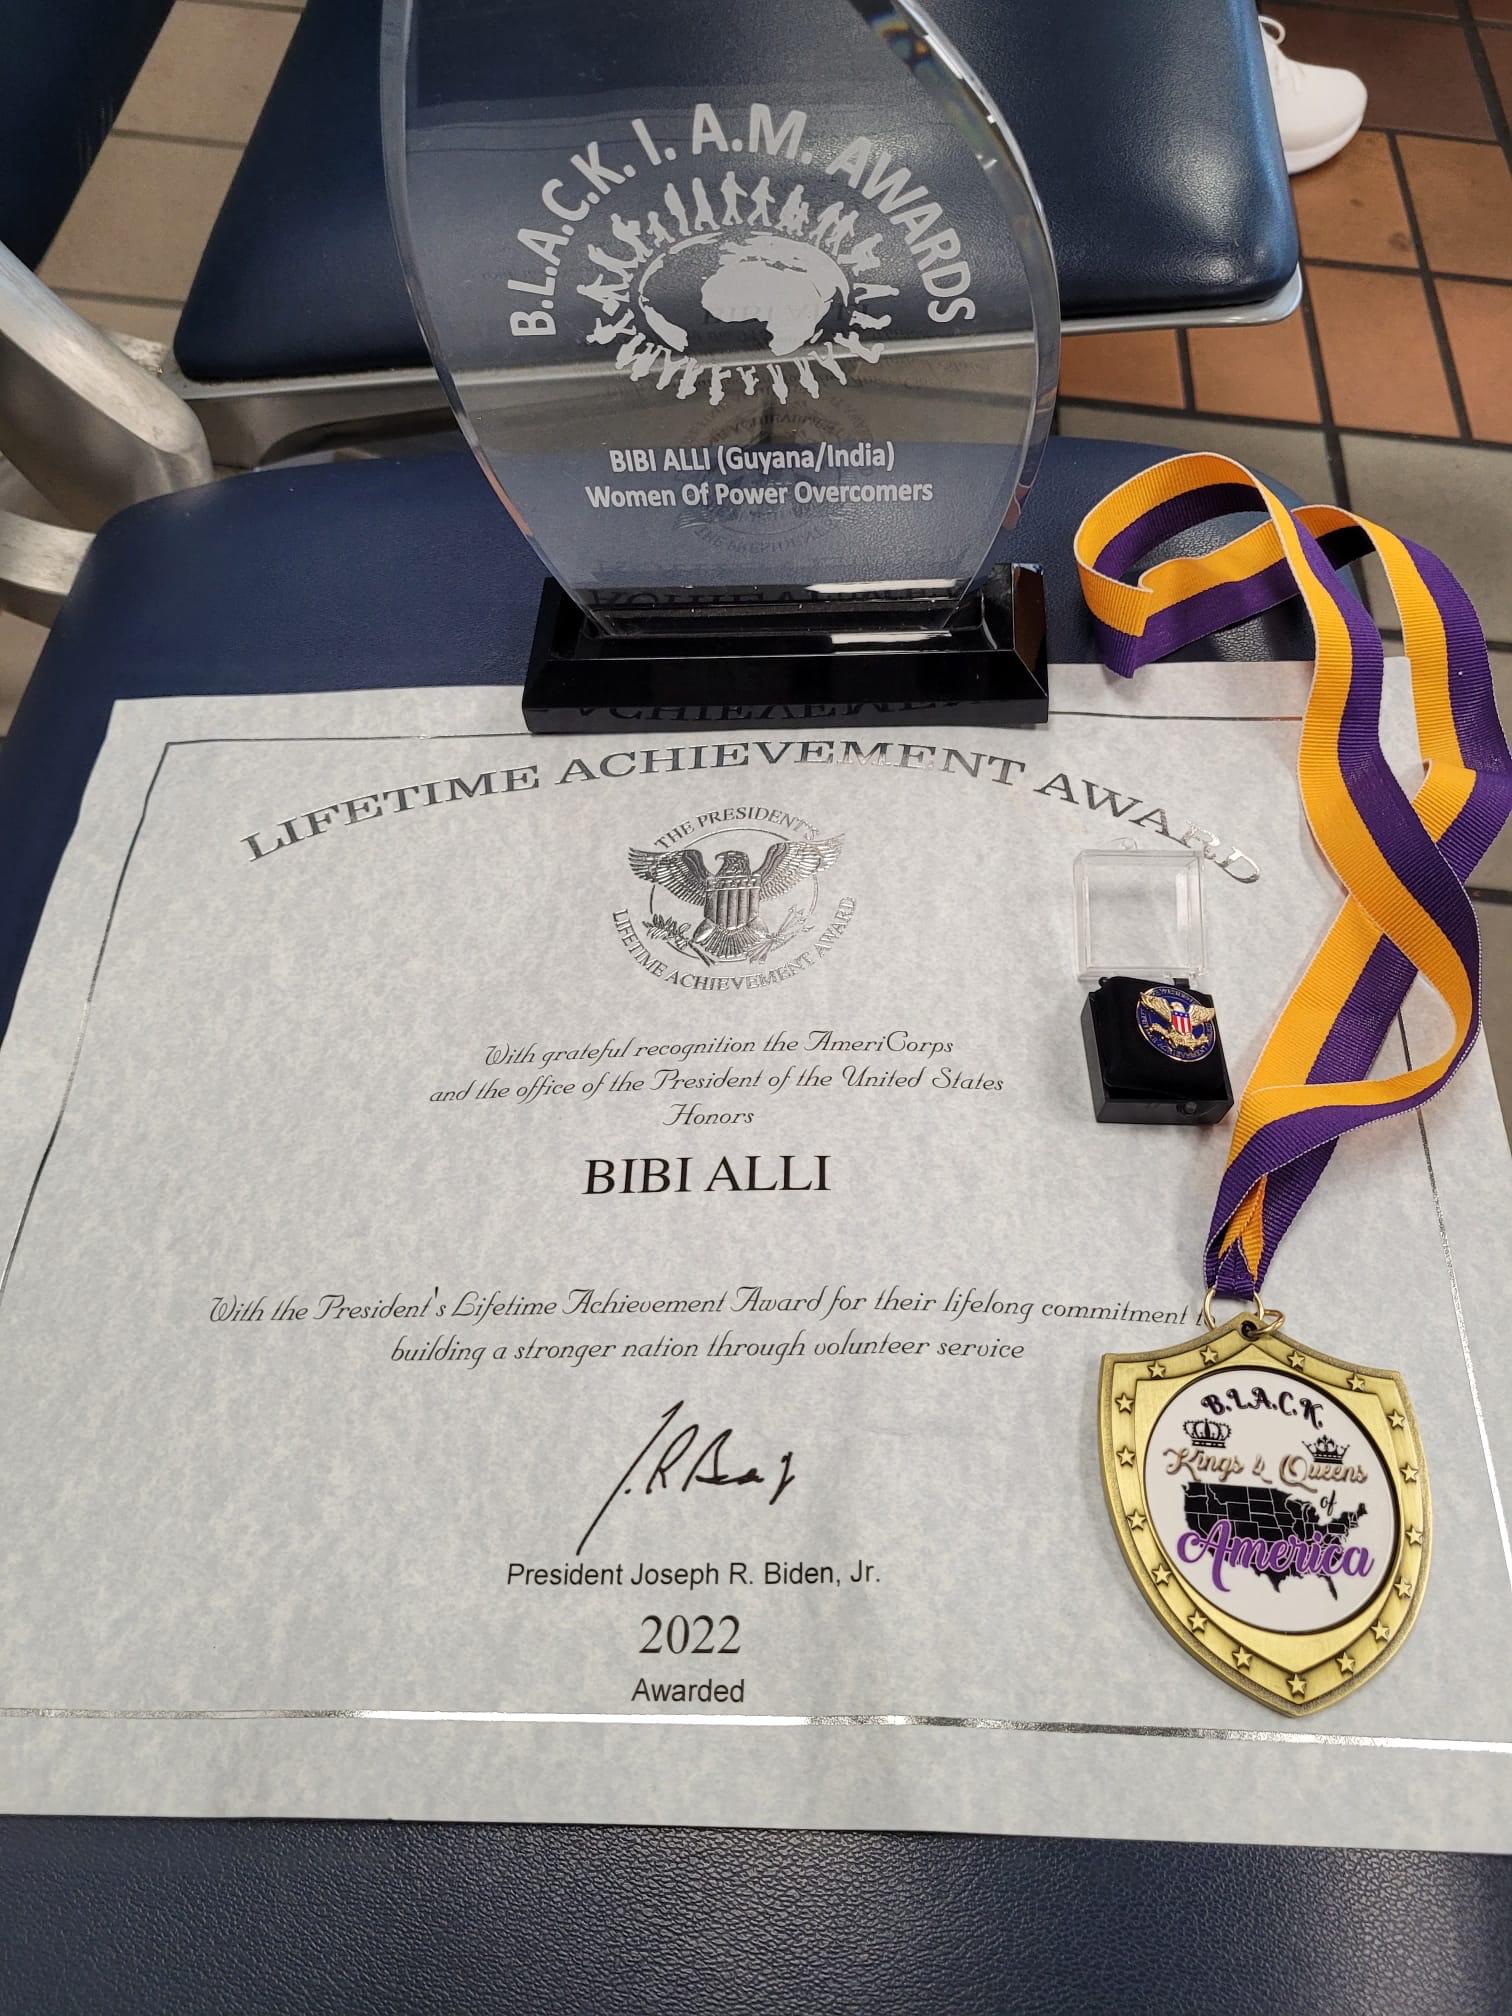 B.L.A.C.K. I. A.M. AWARDS
BIBI ALLI (Guyana/India)
Women Of Power Overcomers
LIFETIME ACHIEVEMENT AWARD
THE PRESIDENT'S
LIFETIME ACHIEVEMENT AWARD
With grateful recognition the AmeriCorps
and the office of the President of the United States
Honors
BIBI ALLI
With the President's Lifetime Achievement Award for their lifelong commitment
building a stronger nation through volunteer service
President Joseph R. Biden, Jr.
2022
Awarded
B.L.A.C.K.
Kings & Queens
of
America